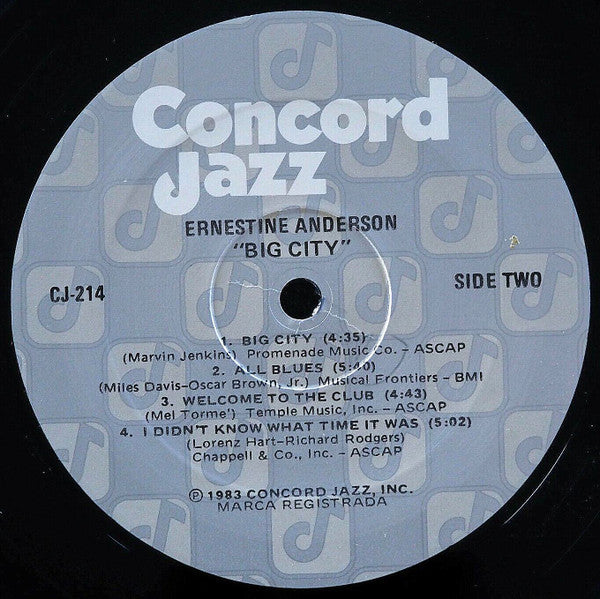 Concord
Jazz
ERNESTINE ANDERSON
"BIG CITY"
CJ-214
SIDE TWO
1. BIG CITY (4:35)
(Marvin Jenkins) Promenade Music Co. – ASCAP
2. ALL BLUES (5:40)
(Miles Davis-Oscar Brown, Jr.) Musical Frontiers – BMI
3. WELCOME TO THE CLUB (4:43)
(Mel Torme') Temple Music, Inc. – ASCAP
4. I DIDN'T KNOW WHAT TIME IT WAS (5:02)
(Lorenz Hart–Richard Rodgers)
Chappell & Co., Inc. – ASCAP
℗ 1983 CONCORD JAZZ, INC.
MARCA REGISTRADA